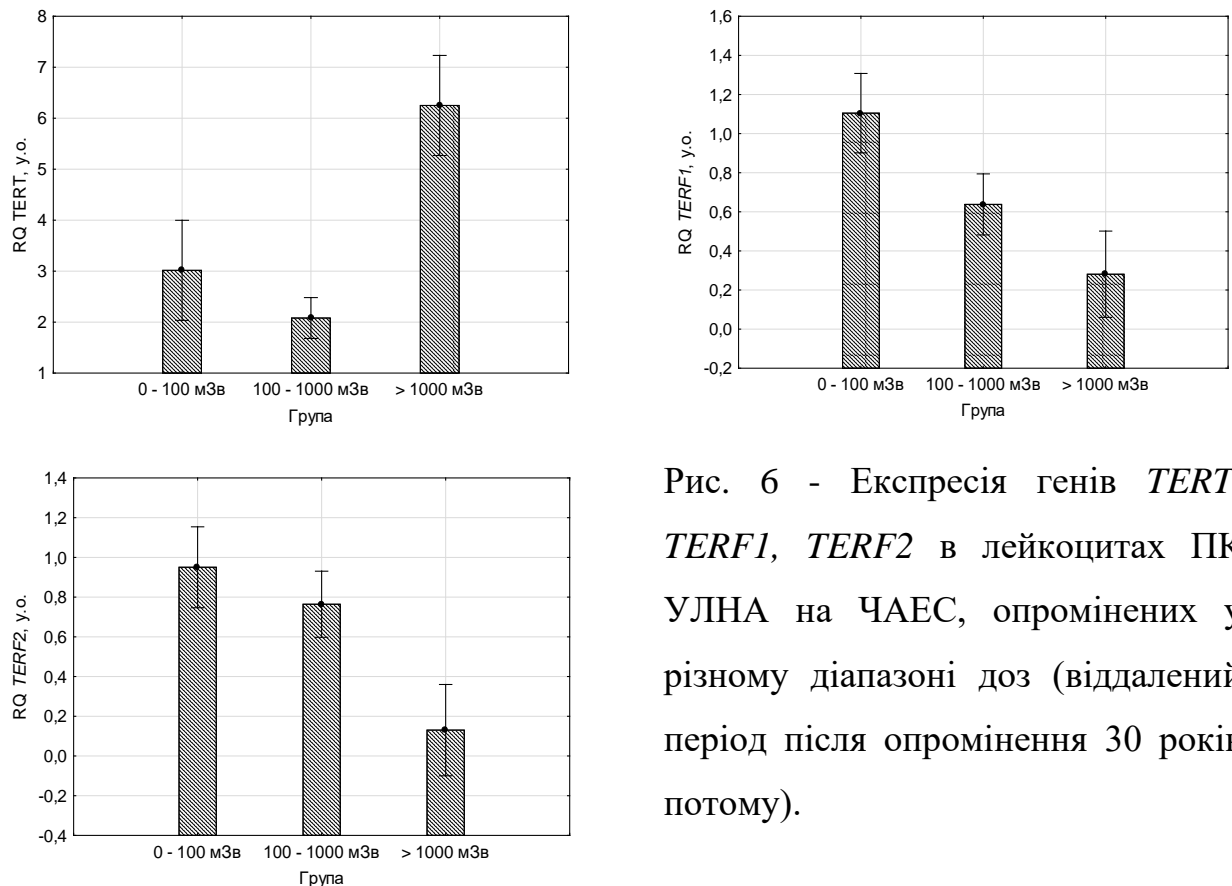 8
7
6
5
4
3
2
1
RQ TERT, у.о.
0 - 100 мЗв 100 - 1000 мЗв > 1000 мЗв
Група
1,6
1,4
1,2
1,0
0,8
0,6
0,4
0,2
0,0
-0,2
RQ TERF1, у.о.
0 - 100 мЗв 100 - 1000 мЗв > 1000 мЗв
Група
1,4
1,2
1,0
0,8
0,6
0,4
0,2
0,0
-0,2
-0,4
RQ TERF2, у.о.
0 - 100 мЗв 100 - 1000 мЗв > 1000 мЗв
Група
Рис. 6 - Експресія генів TERT
TERF1, TERF2 в лейкоцитах ПК
УЛНА на ЧАЕС, опромінених у
різному діапазоні доз (віддалений
період після опромінення 30 років
потому).